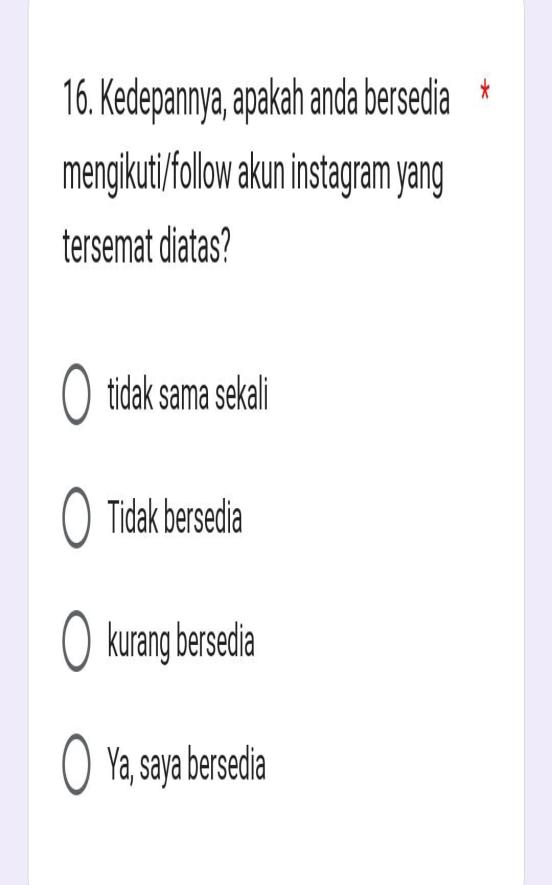 16. Kedepannya, apakah anda bersedia *
mengikuti/follow akun instagram yang
tersemat diatas?
tidak sama sekali
Tidak bersedia
kurang bersedia
Ya, saya bersedia